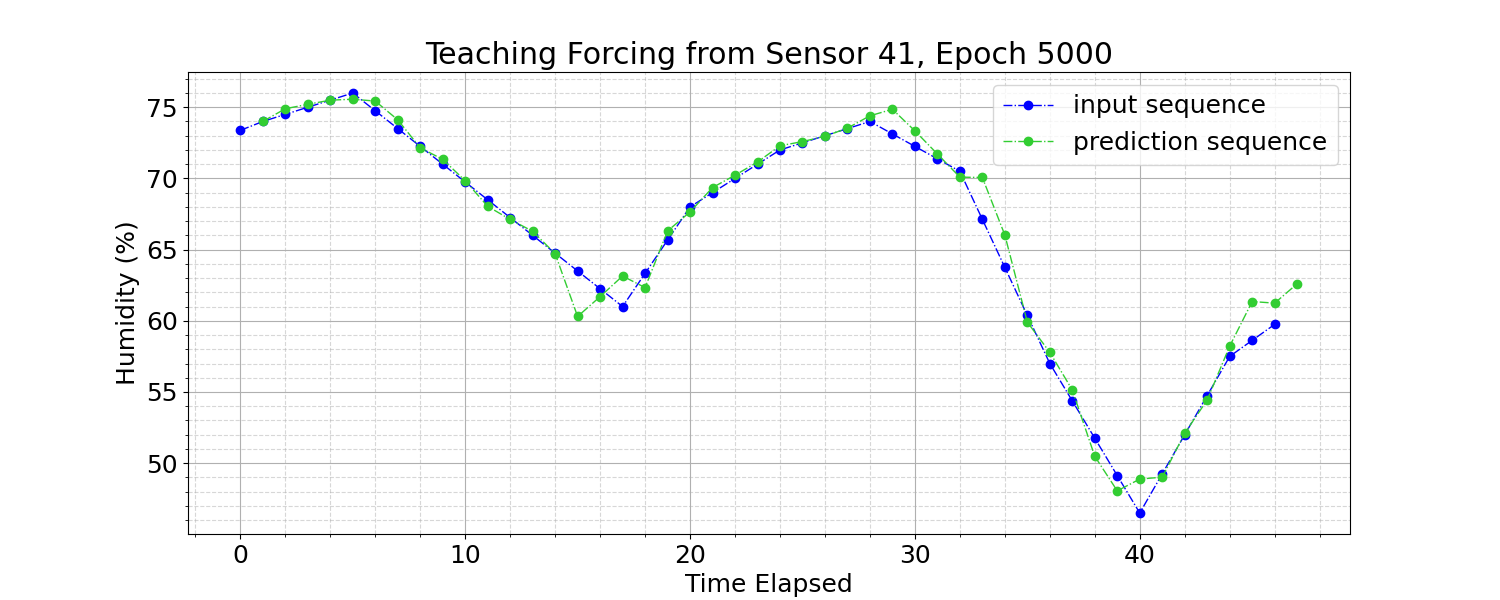 Teaching Forcing from Sensor 41, Epoch 5000
input sequence
prediction sequence
Humidity (%)
75
70
65
60
55
50
0 10 20 30 40
Time Elapsed